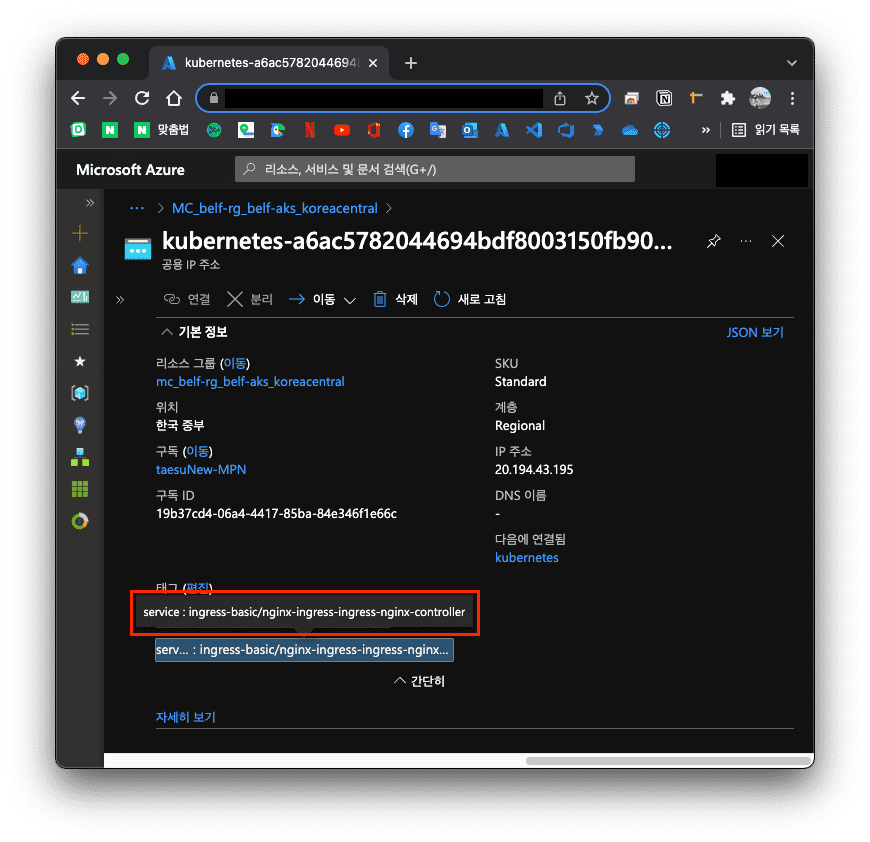 kubernetes-a6ac5782044694
맞춤법
읽기 목록
Microsoft Azure
리소스, 서비스 및 문서 검색(G+/)
... > MC_belf-rg_belf-aks_koreacentral >
kubernetes-a6ac5782044694bdf8003150fb90...
공용 IP 주소
연결 분리 이동 삭제 새로 고침
기본 정보
JSON 보기
리소스 그룹 (이동)
mc_belf-rg_belf-aks_koreacentral
위치
한국 중부
구독 (이동)
taesuNew-MPN
구독 ID
19b37cd4-06a4-4417-85ba-84e346f1e66c
SKU
Standard
계층
Regional
IP 주소
20.194.43.195
DNS 이름
-
다음에 연결됨
kubernetes
태그 (편집)
service : ingress-basic/nginx-ingress-ingress-nginx-controller
serv... : ingress-basic/nginx-ingress-ingress-nginx...
간단히
자세히 보기